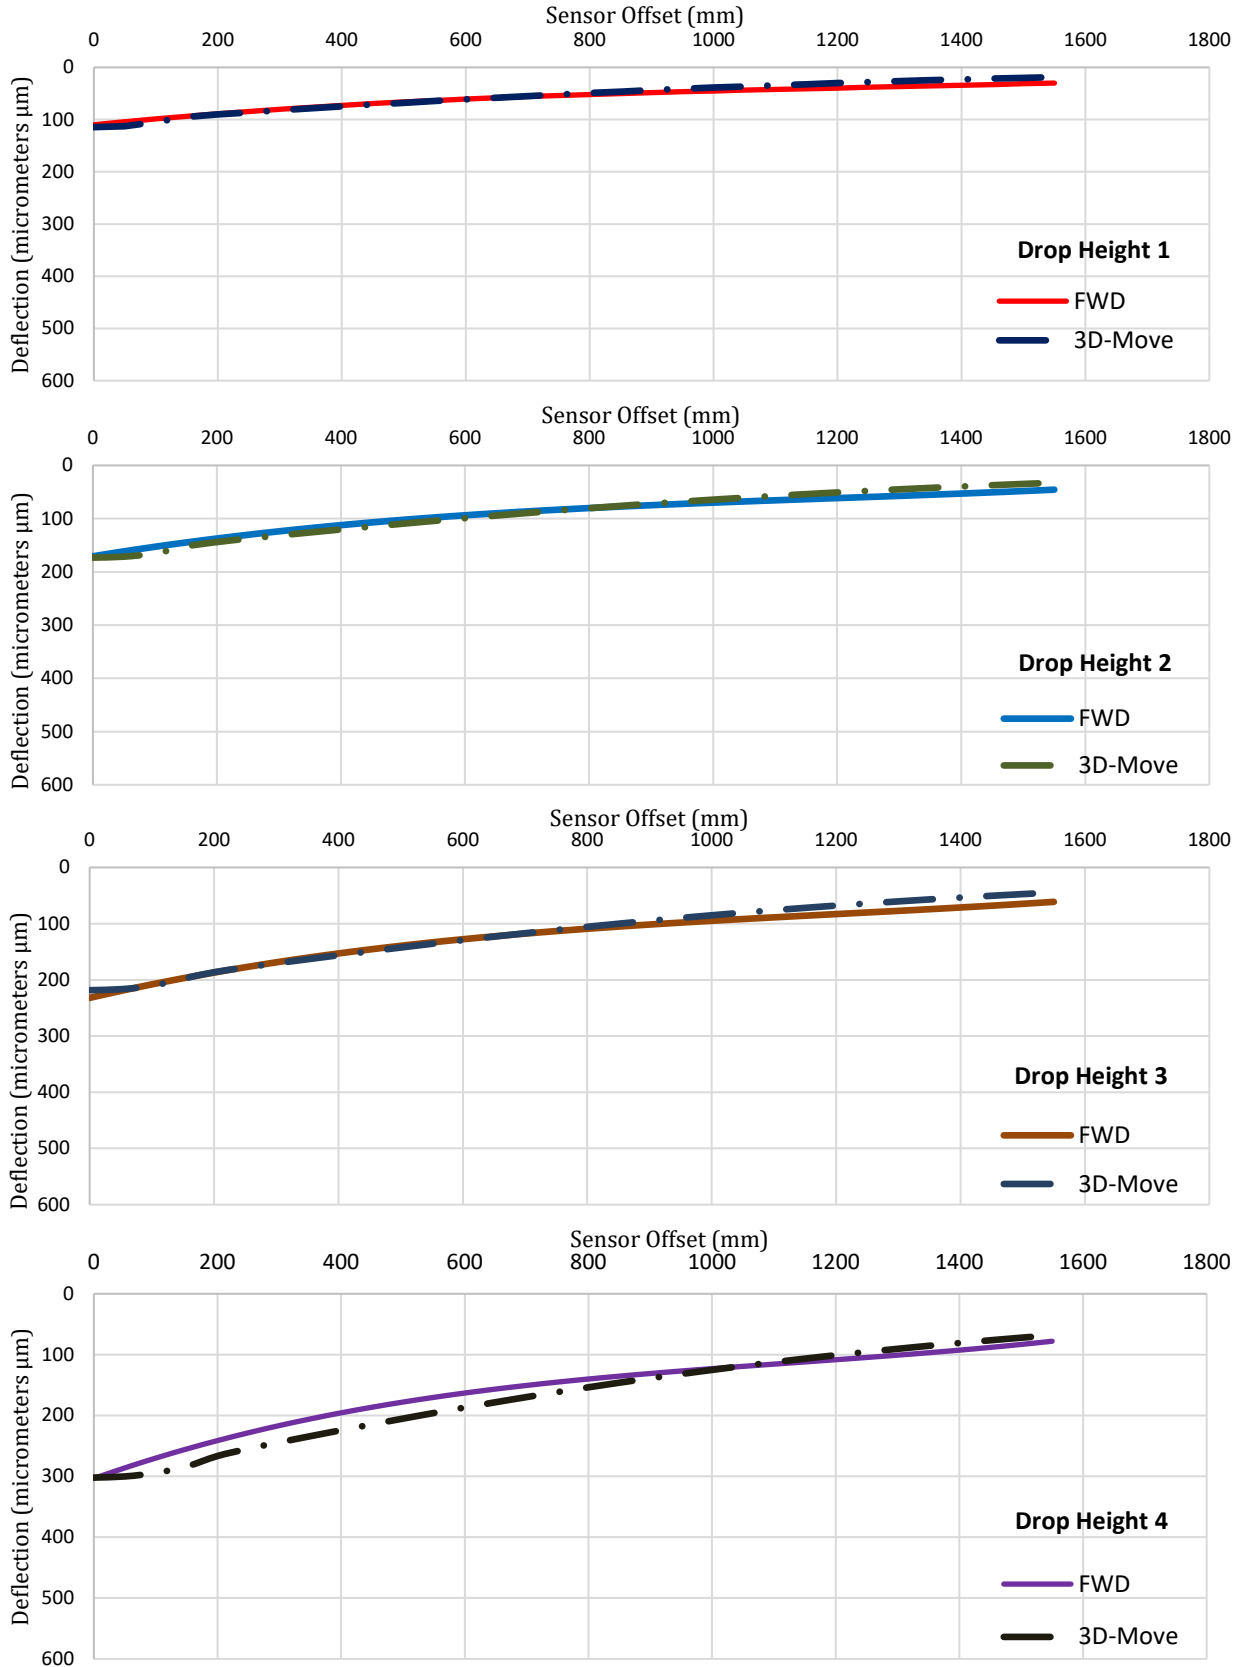 Sensor Offset (mm)
0 200 400 600 800 1000 1200 1400 1600 1800
Deflection (micrometers µm)
0
100
200
300
400
500
600
Drop Height 1
FWD
3D-Move
Sensor Offset (mm)
0 200 400 600 800 1000 1200 1400 1600 1800
Deflection (micrometers µm)
0
100
200
300
400
500
600
Drop Height 2
FWD
3D-Move
Sensor Offset (mm)
0 200 400 600 800 1000 1200 1400 1600 1800
Deflection (micrometers µm)
0
100
200
300
400
500
600
Drop Height 3
FWD
3D-Move
Sensor Offset (mm)
0 200 400 600 800 1000 1200 1400 1600 1800
Deflection (micrometers µm)
0
100
200
300
400
500
600
Drop Height 4
FWD
3D-Move